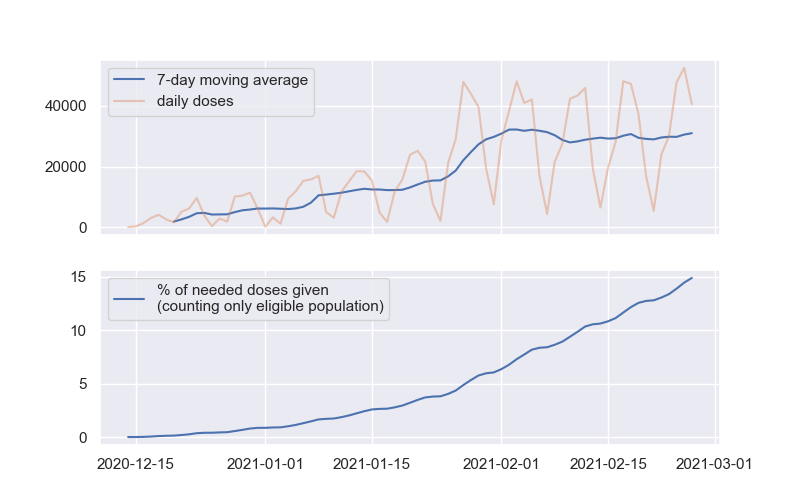 7-day moving average
daily doses
40000
20000
0
% of needed doses given
(counting only eligible population)
15
10
5
0
2020-12-15 2021-01-01 2021-01-15 2021-02-01 2021-02-15 2021-03-01